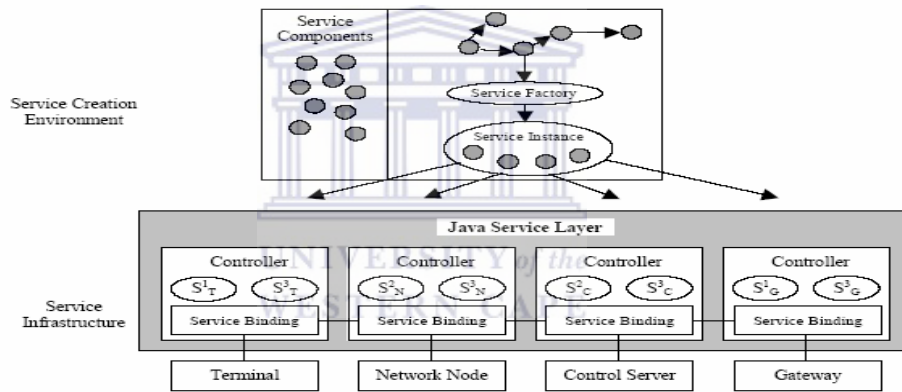 Service
Components
Service Creation
Environment
Service Factory
Service Instance
Java Service Layer
Controller
Controller
Controller
Controller
S¹T
S³T
S²N
S³N
S²C
S³C
S¹G
S³G
UNIVERSITY of the
WESTERN CAPE
Service
Infrastructure
Service Binding
Service Binding
Service Binding
Service Binding
Terminal
Network Node
Control Server
Gateway